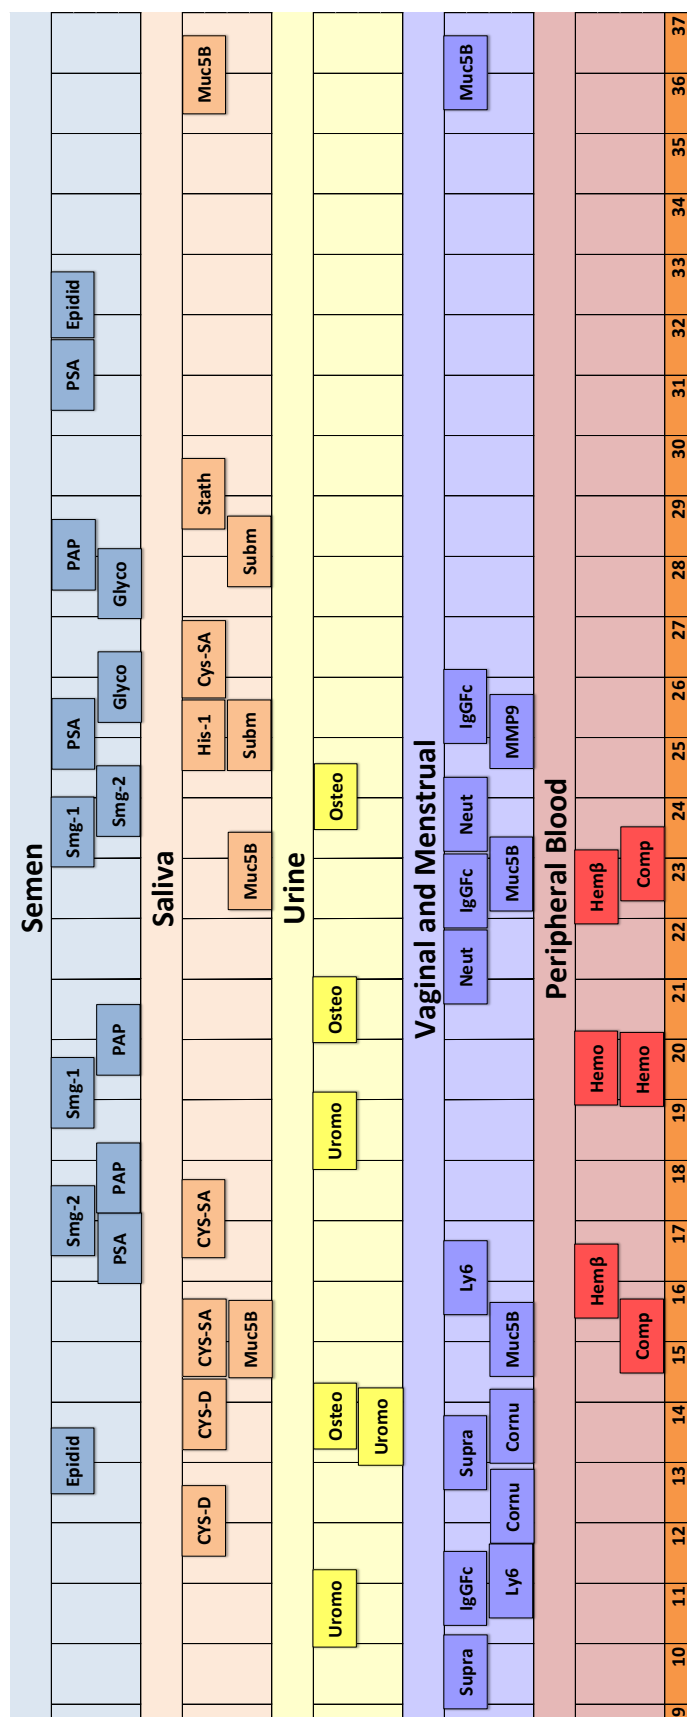 Semen
Epidid Smg-2 Smg-1 Smg-1 PSA PAP PSA Epidid
PSA PAP PAP Smg-2 Glyco Glyco
Saliva
CYS-D CYS-D CYS-SA CYS-SA His-1 Cys-SA Stath Muc5B
Muc5B Muc5B Subm Subm
Urine
Uromo Osteo Uromo Osteo Osteo
Uromo
Vaginal and Menstrual
Supra IgGFc Supra Ly6 Neut IgGFc Neut IgGFc Muc5B
Ly6 Cornu Cornu Muc5B Muc5B MMP9
Peripheral Blood
Hemβ Hemo Hemβ
Comp Hemo Comp
9 10 11 12 13 14 15 16 17 18 19 20 21 22 23 24 25 26 27 28 29 30 31 32 33 34 35 36 37